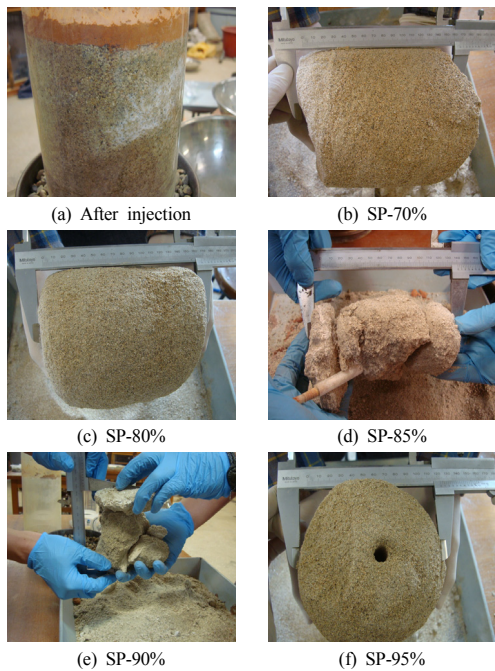 (a) After injection
(b) SP-70%
(c) SP-80%
(d) SP-85%
(e) SP-90%
(f) SP-95%